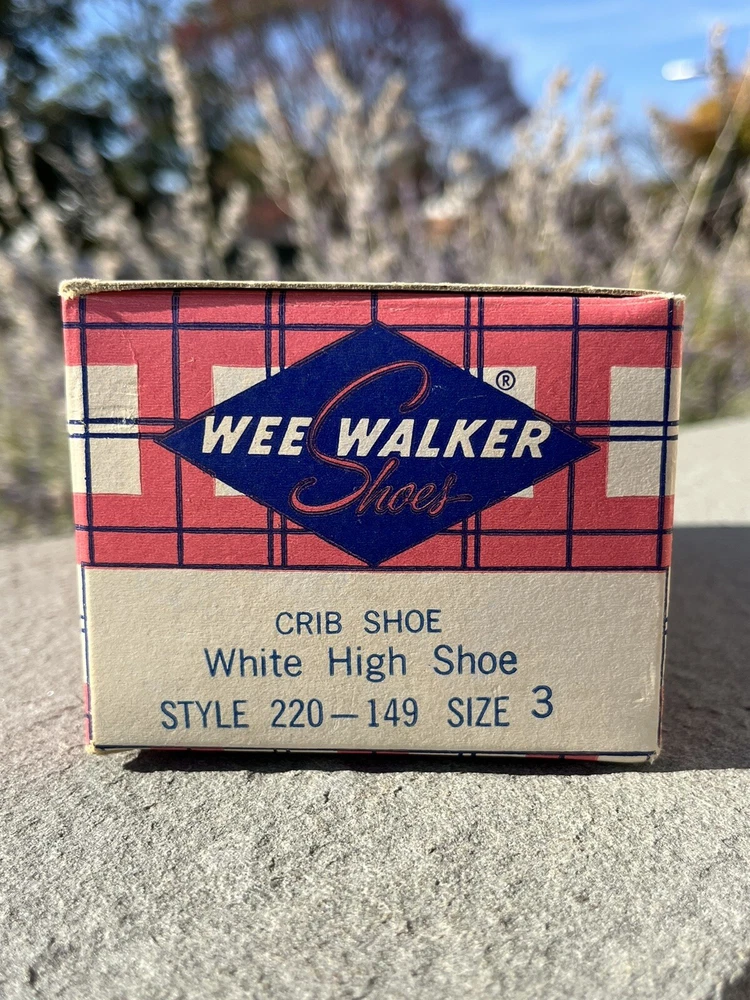 WEE WALKER ®
Shoes
CRIB SHOE
White High Shoe
STYLE 220-149 SIZE 3